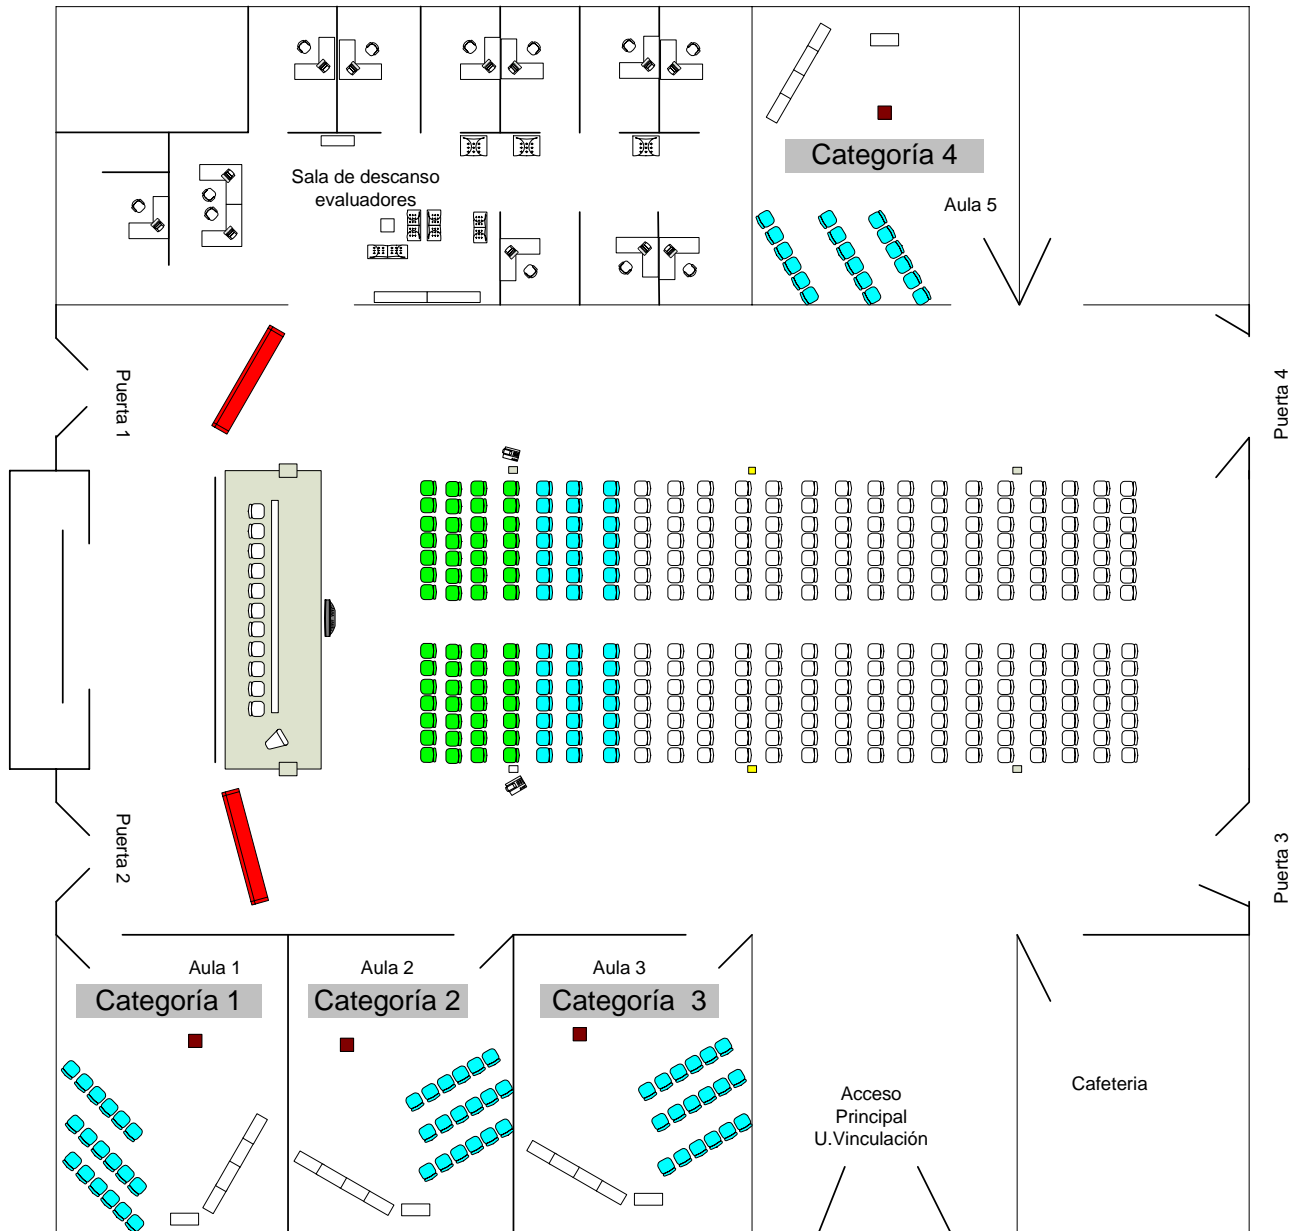 Categoría 4
Sala de descanso
evaluadores
Aula 5
Puerta 1
Puerta 4
Puerta 2
Puerta 3
Aula 1
Aula 2
Aula 3
Categoría 1
Categoría 2
Categoría 3
Acceso
Principal
U.Vinculación
Cafeteria